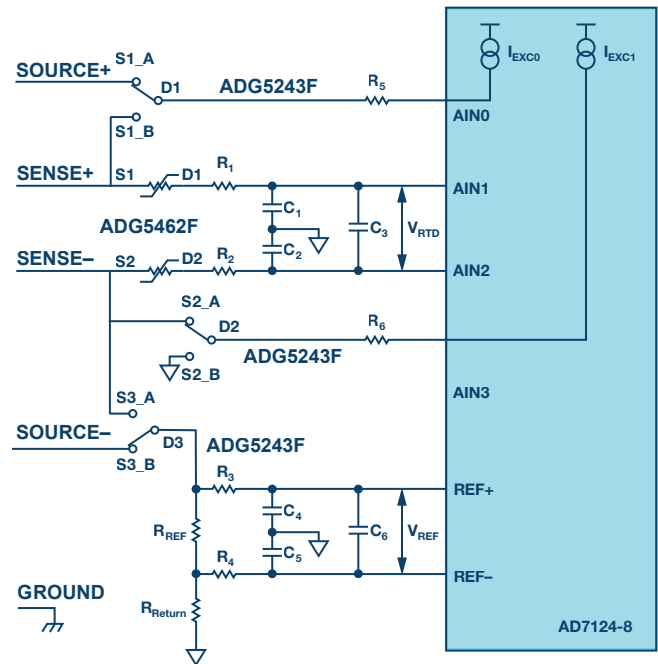 I_EXC0
I_EXC1
S1_A
SOURCE+
D1
ADG5243F
R5
AIN0
S1_B
R1
SENSE+
S1
D1
AIN1
C1
C3
VRTD
ADG5462F
C2
SENSE–
S2
D2
R2
AIN2
S2_A
D2
R6
ADG5243F
S2_B
S3_A
AIN3
SOURCE–
D3
ADG5243F
S3_B
R3
REF+
C4
RREF
C6
VREF
C5
R4
REF–
GROUND
RReturn
AD7124-8